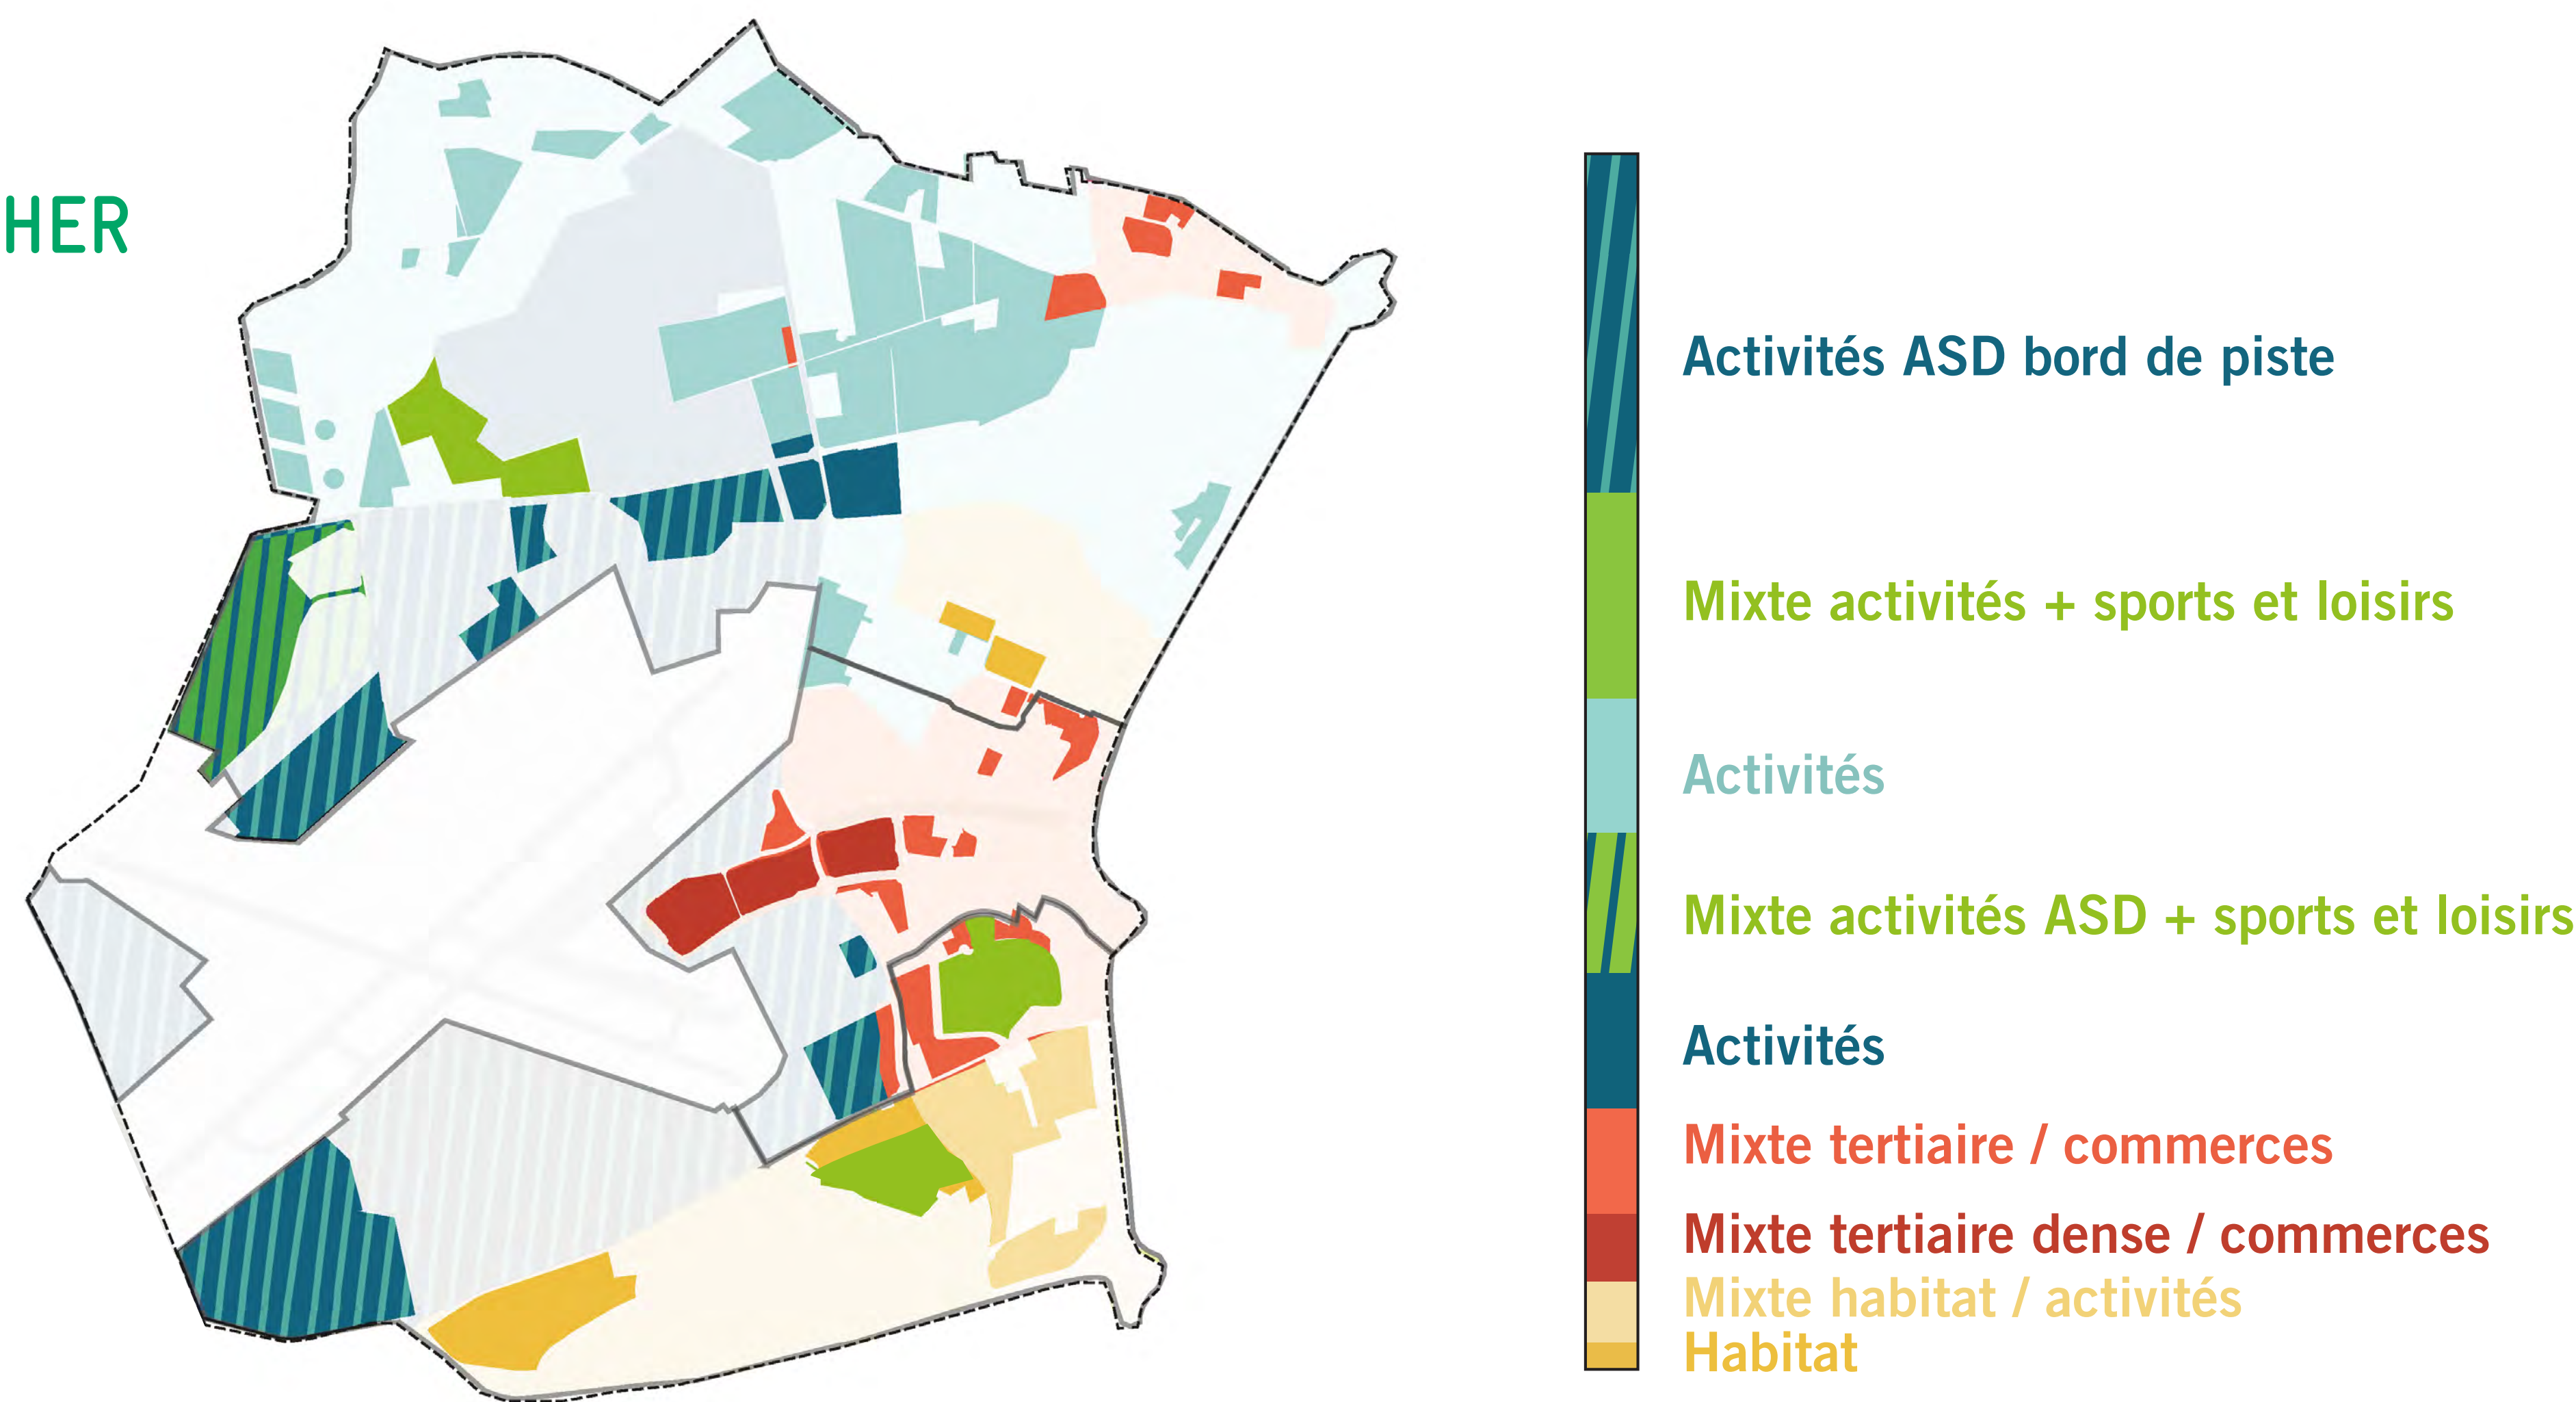 HER
Activités ASD bord de piste
Mixte activités + sports et loisirs
Activités
Mixte activités ASD + sports et loisirs
Activités
Mixte tertiaire / commerces
Mixte tertiaire dense / commerces
Mixte habitat / activités
Habitat